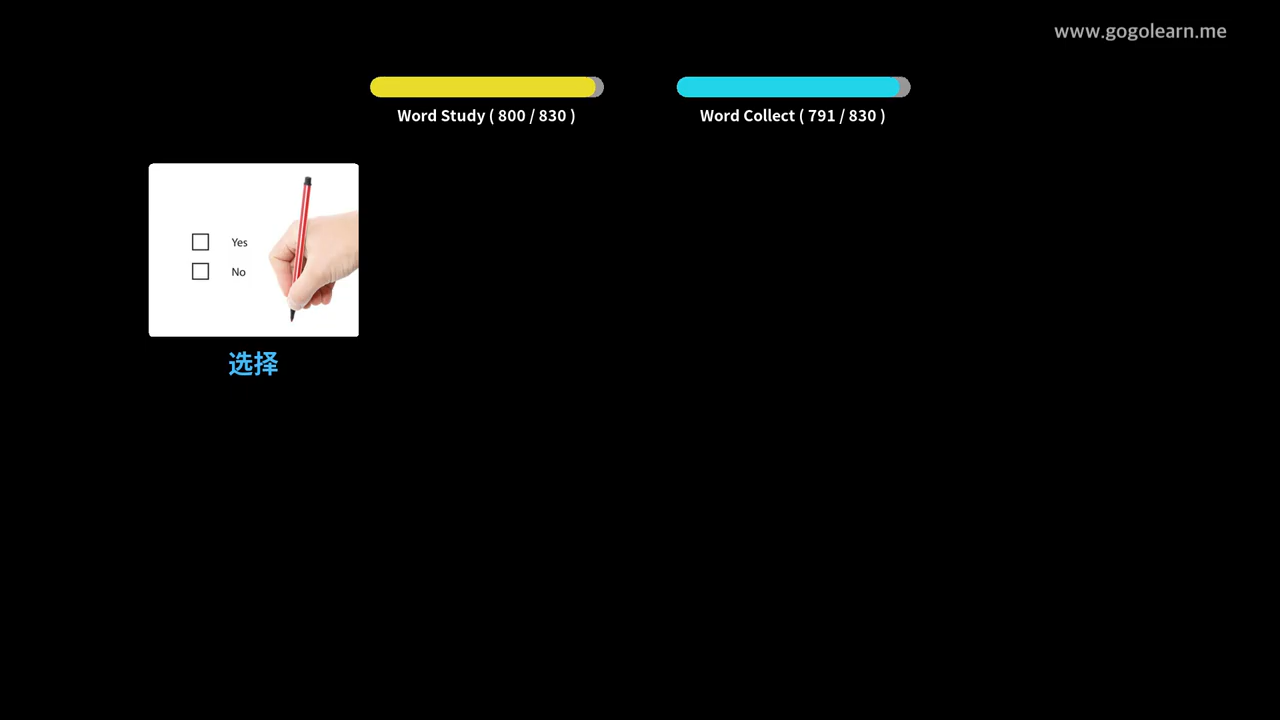 www.gogolearn.me
Word Study ( 800 / 830 )
Word Collect ( 791 / 830 )
Yes
No
选择